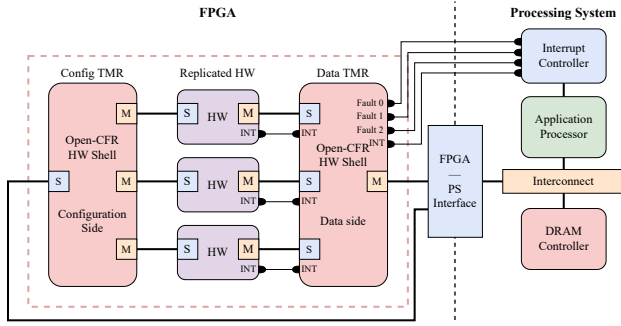 FPGA
Processing System
Config TMR
Replicated HW
Data TMR
Interrupt
Controller
Fault 0
Fault 1
Fault 2
INT
M
S
HW
M
S
INT
INT
Open-CFR
HW Shell
Open-CFR
HW Shell
Application
Processor
FPGA
—
PS
Interface
S
M
S
HW
M
S
M
Interconnect
INT
INT
Configuration
Side
Data side
DRAM
Controller
M
S
HW
M
S
INT
INT